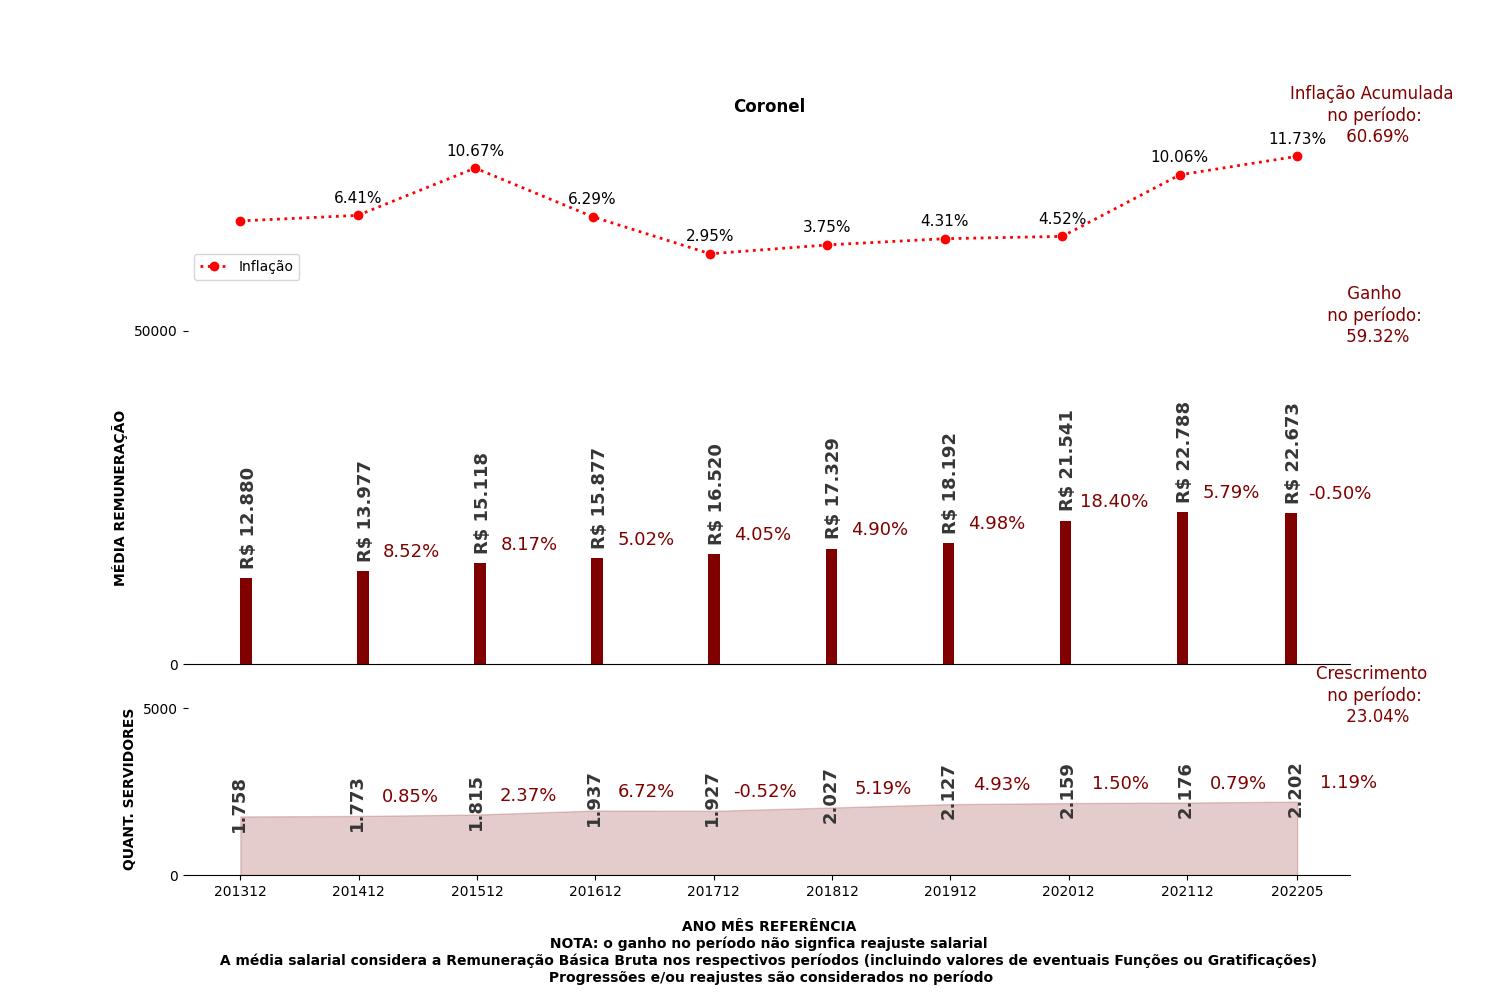 Coronel
Inflação Acumulada
no período:
60.69%
6.41%
10.67%
6.29%
2.95%
3.75%
4.31%
4.52%
10.06%
11.73%
Inflação
Ganho
no período:
59.32%
50000
0
MÉDIA REMUNERAÇÃO
R$ 12.880
R$ 13.977
R$ 15.118
R$ 15.877
R$ 16.520
R$ 17.329
R$ 18.192
R$ 21.541
R$ 22.788
R$ 22.673
8.52%
8.17%
5.02%
4.05%
4.90%
4.98%
18.40%
5.79%
-0.50%
Crescrimento
no período:
23.04%
5000
0
QUANT. SERVIDORES
1.758
1.773
1.815
1.937
1.927
2.027
2.127
2.159
2.176
2.202
0.85%
2.37%
6.72%
-0.52%
5.19%
4.93%
1.50%
0.79%
1.19%
201312
201412
201512
201612
201712
201812
201912
202012
202112
202205
ANO MÊS REFERÊNCIA
NOTA: o ganho no período não signfica reajuste salarial
A média salarial considera a Remuneração Básica Bruta nos respectivos períodos (incluindo valores de eventuais Funções ou Gratificações)
Progressões e/ou reajustes são considerados no período